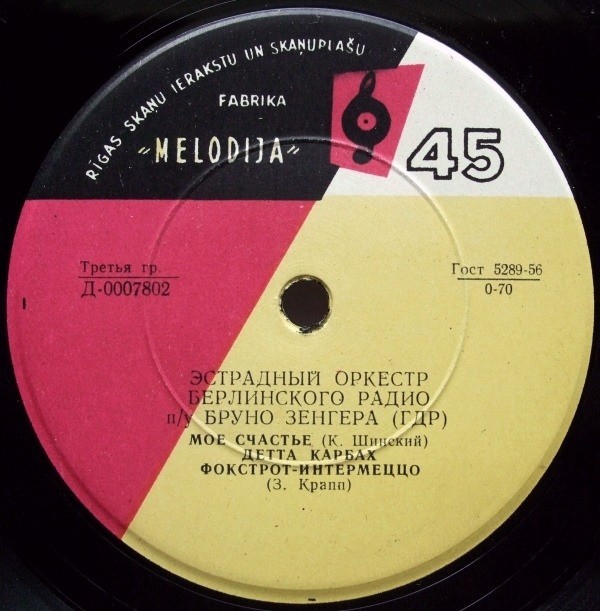 RĪGAS SKAŅU IERAKSTU UN SKAŅUPLAŠU
FABRIKA
"MELODIJA"
45
Третья гр.
Д-0007802
Гост 5289-56
0-70
ЭСТРАДНЫЙ ОРКЕСТР
БЕРЛИНСКОГО РАДИО
п/у БРУНО ЗЕНГЕРА (ГДР)
МОЕ СЧАСТЬЕ (К. Шинский)
ДЕТТА КАРБАХ
ФОКСТРОТ-ИНТЕРМЕЦЦО
(З. Крапп)